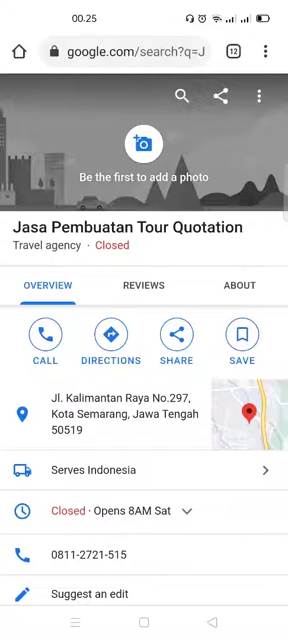 00.25
google.com/search?q=J
12
Be the first to add a photo
Jasa Pembuatan Tour Quotation
Travel agency · Closed
OVERVIEW
REVIEWS
ABOUT
CALL
DIRECTIONS
SHARE
SAVE
Jl. Kalimantan Raya No.297,
Kota Semarang, Jawa Tengah
50519
Serves Indonesia
Closed · Opens 8AM Sat
0811-2721-515
Suggest an edit